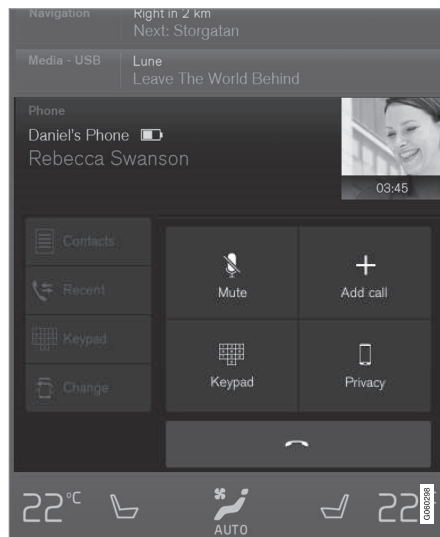 Navigation
Right in 2 km
Next: Storgatan
Media - USB
Lune
Leave The World Behind
Phone
Daniel's Phone
Rebecca Swanson
03:45
Contacts
Recent
Keypad
Change
Mute
Add call
Keypad
Privacy
22°C
AUTO
22°C
G060298